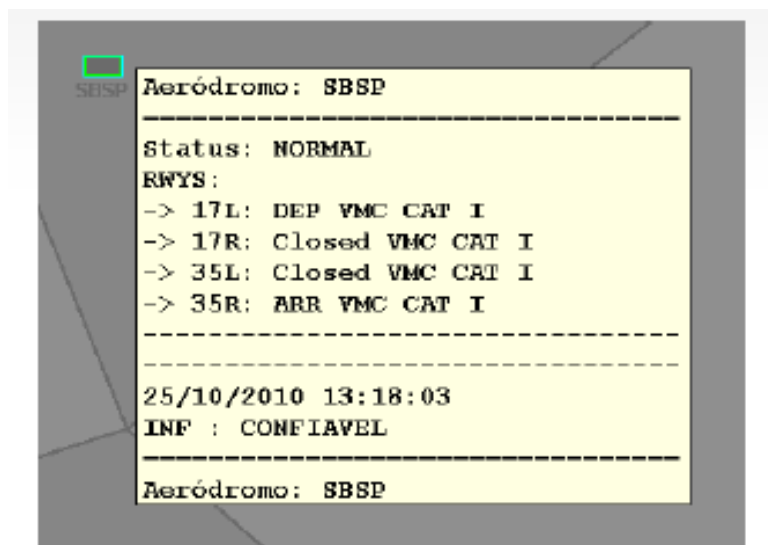 SBSP
Aeródromo: SBSP
---------------------------------
Status: NORMAL
RWYS:
-> 17L: DEP VMC CAT I
-> 17R: Closed VMC CAT I
-> 35L: Closed VMC CAT I
-> 35R: ARR VMC CAT I
---------------------------------
---------------------------------
25/10/2010 13:18:03
INF : CONFIAVEL
---------------------------------
Aeródromo: SBSP